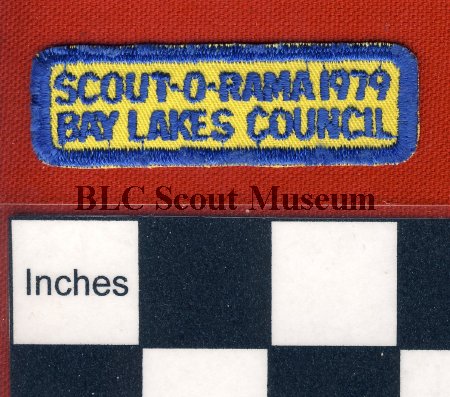 SCOUT-O-RAMA 1979
BAY LAKES COUNCIL
BLC Scout Museum
Inches